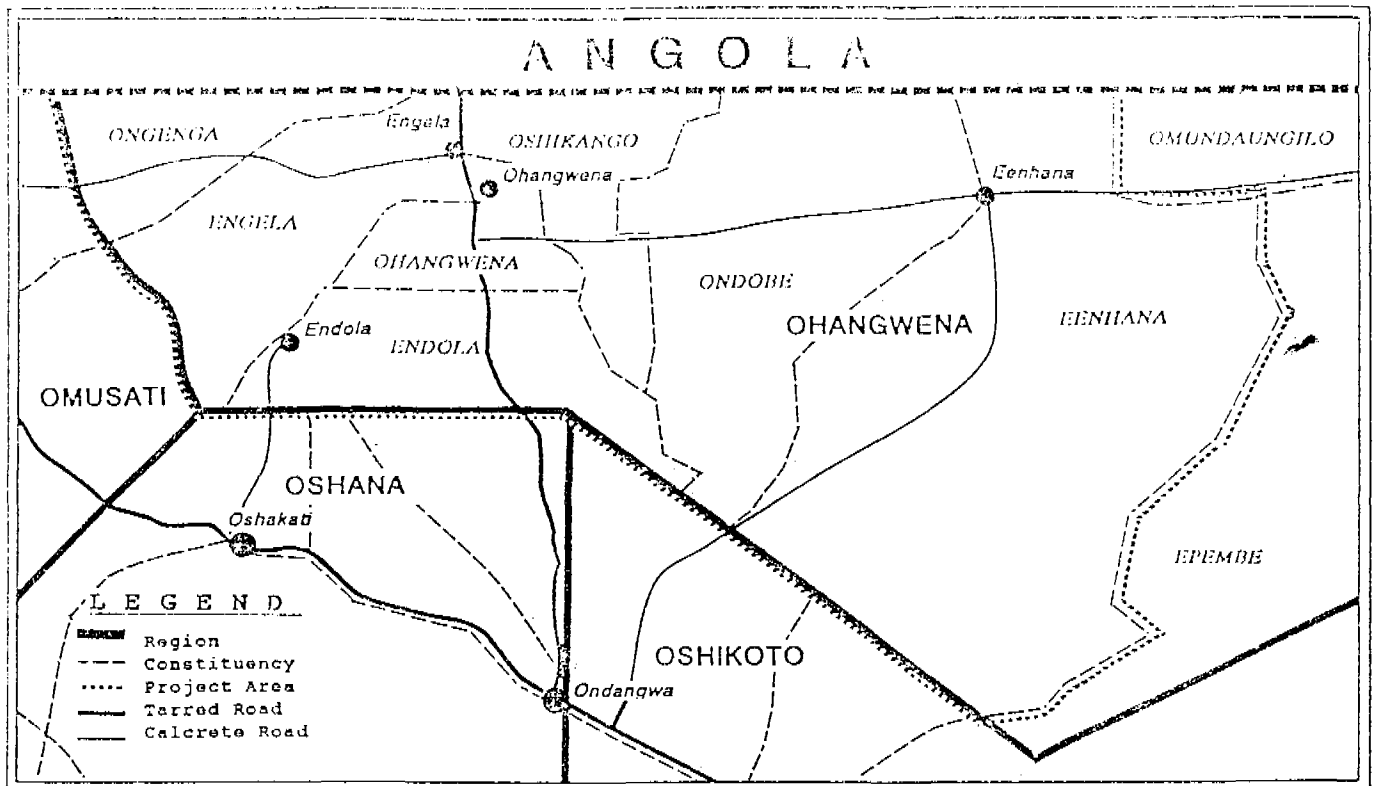 ANGOLA
ONGENGA
Engela
OSHIKANGO
OMUNDAUNGILO
Ohangwena
Eenhana
ENGELA
OHANGWENA
ONDOBE
OHANGWENA
EENHANA
Endola
ENDOLA
OMUSATI
OSHANA
Oshakati
EPEMBE
LEGEND
Region
Constituency
Project Area
Tarred Road
Calcrete Road
OSHIKOTO
Ondangwa